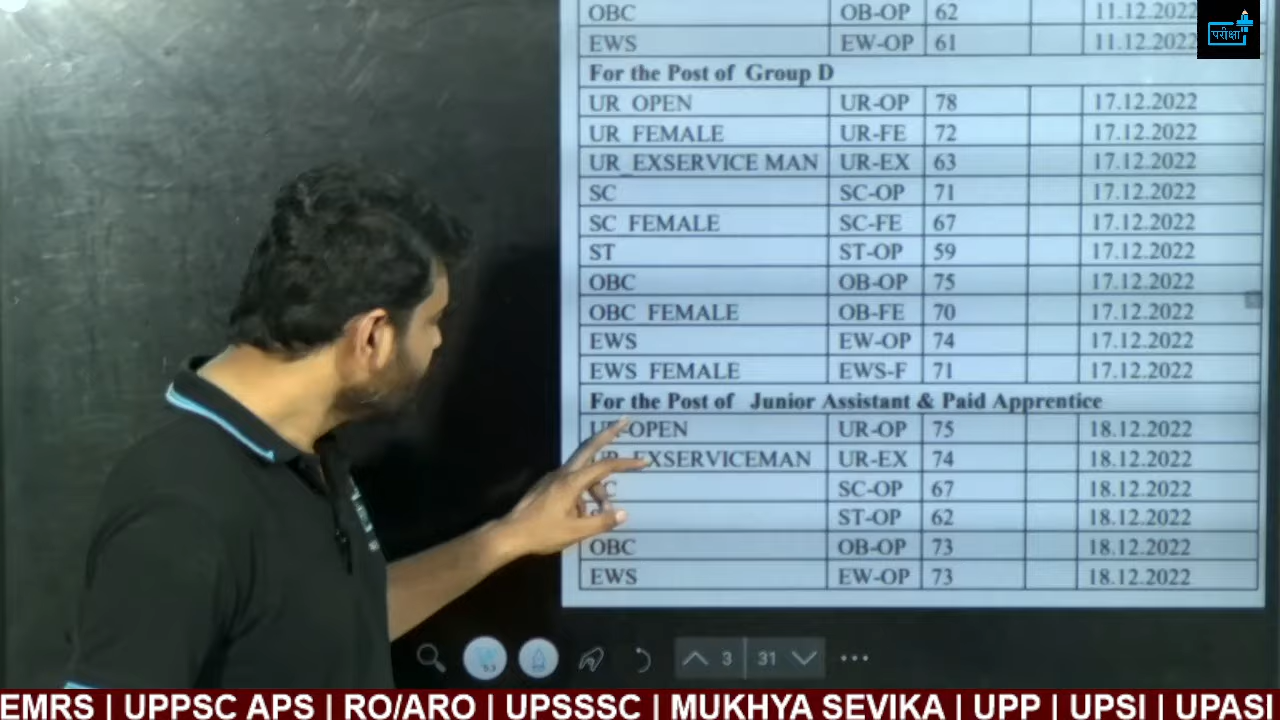 OBC OB-OP 62 11.12.2022
EWS EW-OP 61 11.12.2022
परीक्षा
For the Post of Group D
UR OPEN UR-OP 78 17.12.2022
UR FEMALE UR-FE 72 17.12.2022
UR_EXSERVICE MAN UR-EX 63 17.12.2022
SC SC-OP 71 17.12.2022
SC FEMALE SC-FE 67 17.12.2022
ST ST-OP 59 17.12.2022
OBC OB-OP 75 17.12.2022
OBC FEMALE OB-FE 70 17.12.2022
EWS EW-OP 74 17.12.2022
EWS FEMALE EWS-F 71 17.12.2022
For the Post of Junior Assistant & Paid Apprentice
UR-OPEN UR-OP 75 18.12.2022
EXSERVICEMAN UR-EX 74 18.12.2022
SC-OP 67 18.12.2022
ST-OP 62 18.12.2022
OBC OB-OP 73 18.12.2022
EWS EW-OP 73 18.12.2022
3 31
EMRS | UPPSC APS | RO/ARO | UPSSSC | MUKHYA SEVIKA | UPP | UPSI | UPASI